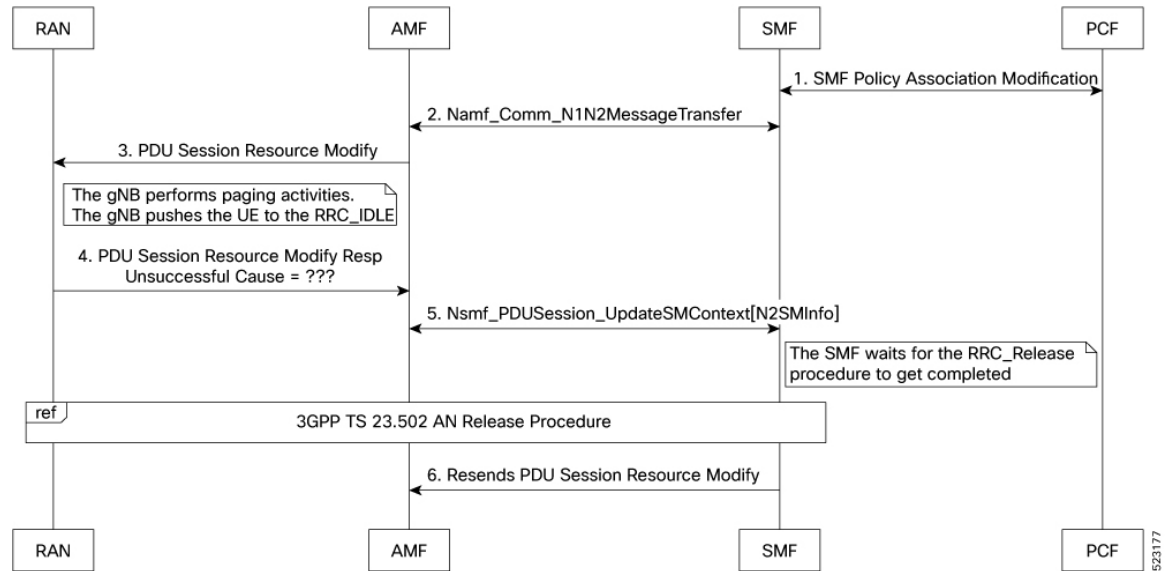 RAN
AMF
SMF
PCF
1. SMF Policy Association Modification
2. Namf_Comm_N1N2MessageTransfer
3. PDU Session Resource Modify
The gNB performs paging activities.
The gNB pushes the UE to the RRC_IDLE
4. PDU Session Resource Modify Resp
Unsuccessful Cause = ???
5. Nsmf_PDUSession_UpdateSMContext[N2SMInfo]
The SMF waits for the RRC_Release
procedure to get completed
ref
3GPP TS 23.502 AN Release Procedure
6. Resends PDU Session Resource Modify
RAN
AMF
SMF
PCF
523177